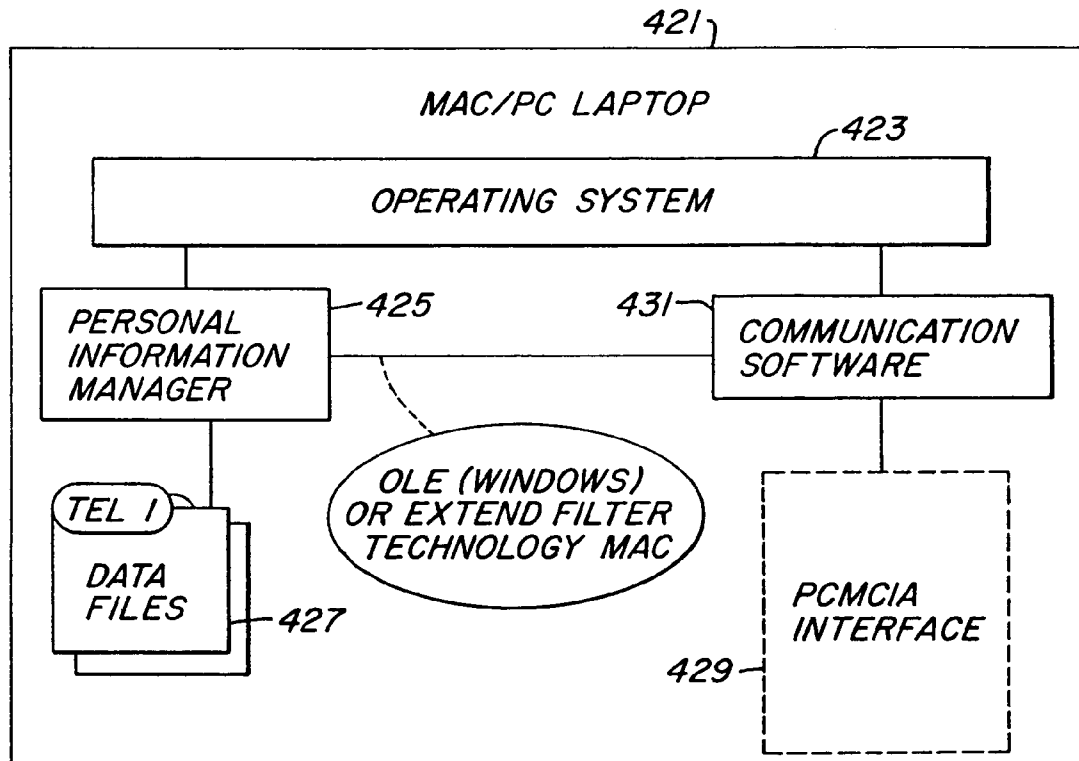 421
MAC/PC LAPTOP
423
OPERATING SYSTEM
425
431
PERSONAL
INFORMATION
MANAGER
COMMUNICATION
SOFTWARE
OLE (WINDOWS)
OR EXTEND FILTER
TECHNOLOGY MAC
TEL 1
DATA
FILES
427
PCMCIA
INTERFACE
429